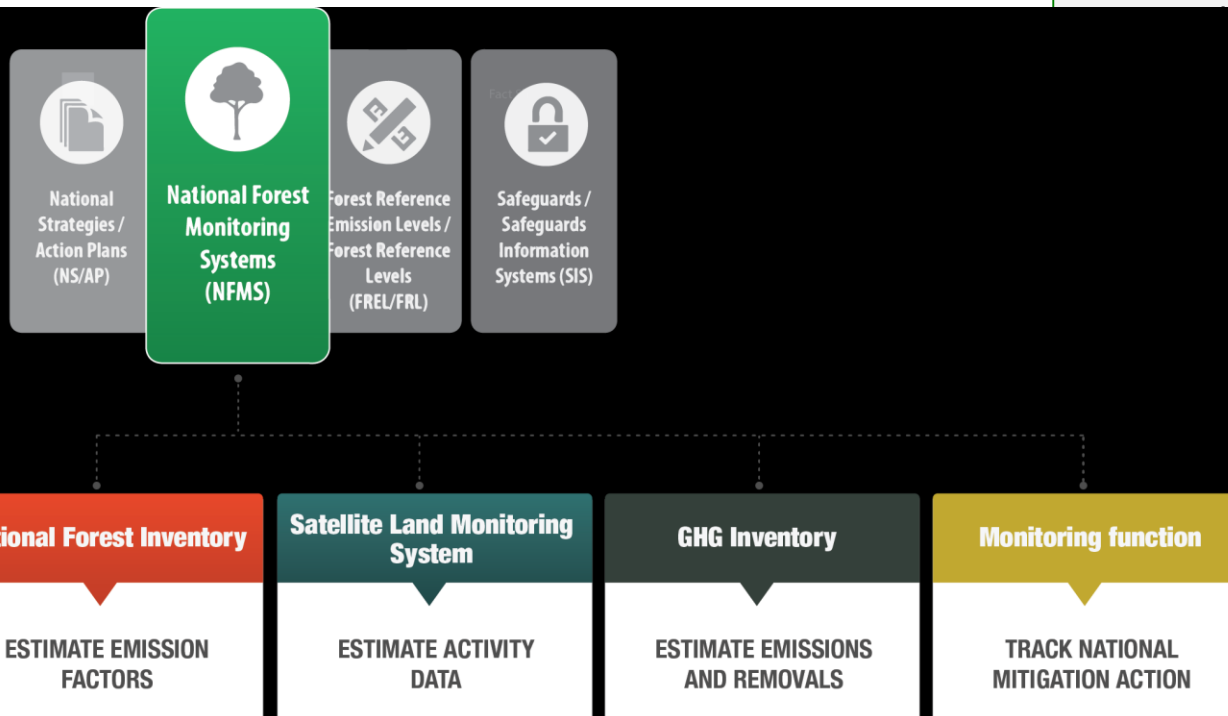 National
Strategies /
Action Plans
(NS/AP)
National Forest
Monitoring
Systems
(NFMS)
Forest Reference
Emission Levels /
Forest Reference
Levels
(FREL/FRL)
Safeguards /
Safeguards
Information
Systems (SIS)
tional Forest Inventory
ESTIMATE EMISSION
FACTORS
Satellite Land Monitoring
System
ESTIMATE ACTIVITY
DATA
GHG Inventory
ESTIMATE EMISSIONS
AND REMOVALS
Monitoring function
TRACK NATIONAL
MITIGATION ACTION